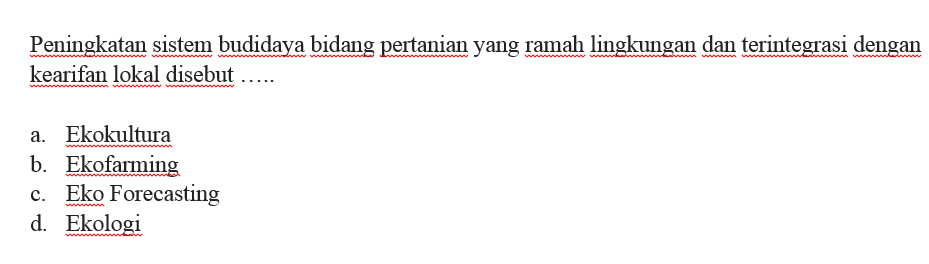 Peningkatan sistem budidaya bidang pertanian yang ramah lingkungan dan terintegrasi dengan
kearifan lokal disebut …..
a. Ekokultura
b. Ekofarming
c. Eko Forecasting
d. Ekologi